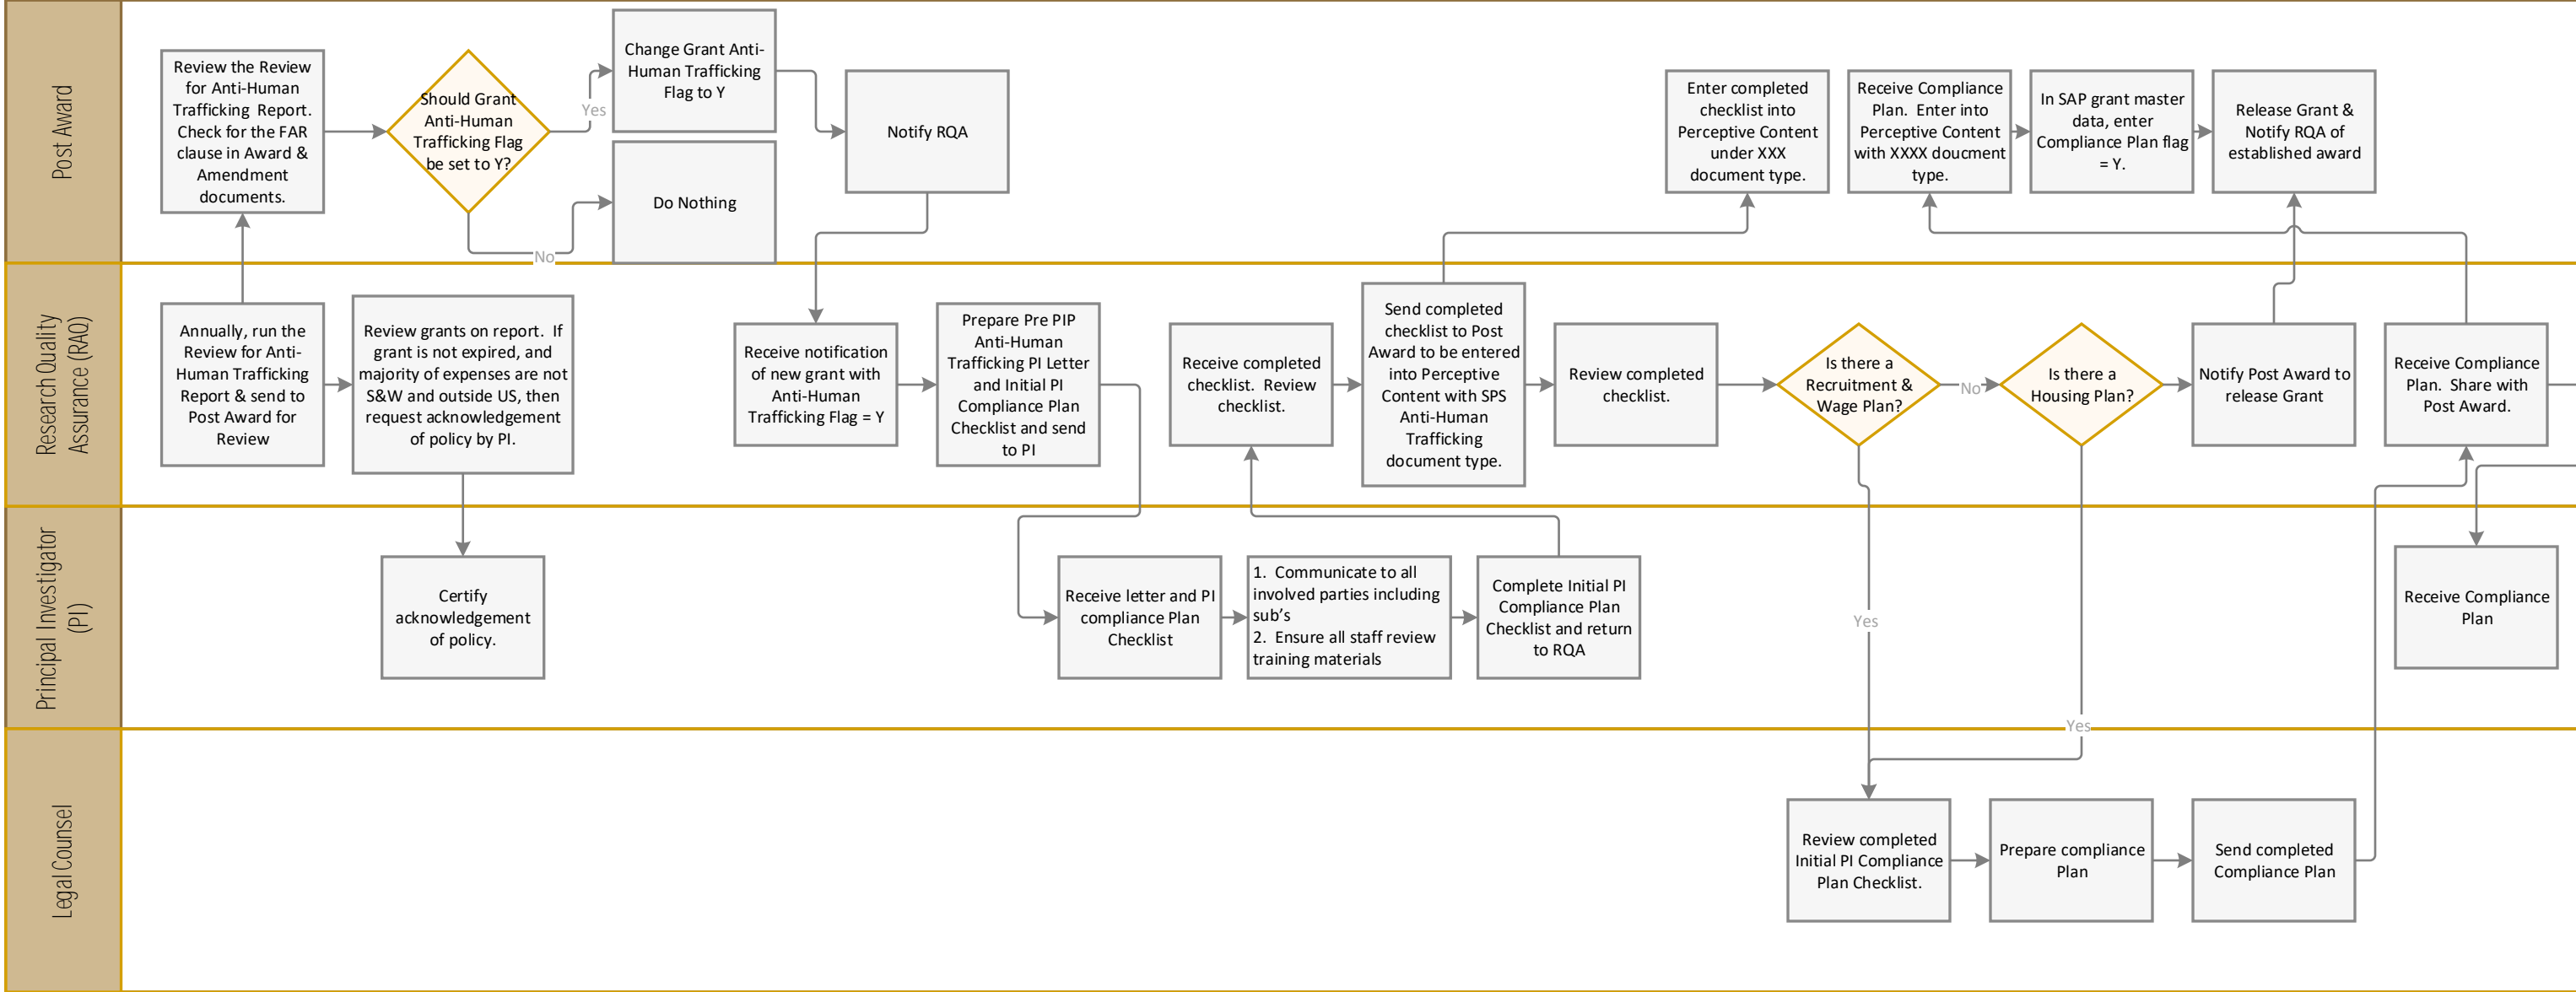 Post Award
Review the Review
for Anti-Human
Trafficking Report.
Check for the FAR
clause in Award &
Amendment
documents.
Should Grant
Anti-Human
Trafficking Flag
be set to Y?
Yes
No
Change Grant Anti-
Human Trafficking
Flag to Y
Do Nothing
Notify RQA
Enter completed
checklist into
Perceptive Content
under XXX
document type.
Receive Compliance
Plan. Enter into
Perceptive Content
with XXXX doucment
type.
In SAP grant master
data, enter
Compliance Plan flag
= Y.
Release Grant &
Notify RQA of
established award
Research Quality
Assurance (RAQ)
Annually, run the
Review for Anti-
Human Trafficking
Report & send to
Post Award for
Review
Review grants on report. If
grant is not expired, and
majority of expenses are not
S&W and outside US, then
request acknowledgement
of policy by PI.
Receive notification
of new grant with
Anti-Human
Trafficking Flag = Y
Prepare Pre PIP
Anti-Human
Trafficking PI Letter
and Initial PI
Compliance Plan
Checklist and send
to PI
Receive completed
checklist. Review
checklist.
Send completed
checklist to Post
Award to be entered
into Perceptive
Content with SPS
Anti-Human
Trafficking
document type.
Review completed
checklist.
Is there a
Recruitment &
Wage Plan?
No
Is there a
Housing Plan?
Notify Post Award to
release Grant
Receive Compliance
Plan. Share with
Post Award.
Principal Investigator
(PI)
Certify
acknowledgement
of policy.
Receive letter and PI
compliance Plan
Checklist
1. Communicate to all
involved parties including
sub's
2. Ensure all staff review
training materials
Complete Initial PI
Compliance Plan
Checklist and return
to RQA
Yes
Yes
Receive Compliance
Plan
Legal Counsel
Review completed
Initial PI Compliance
Plan Checklist.
Prepare compliance
Plan
Send completed
Compliance Plan